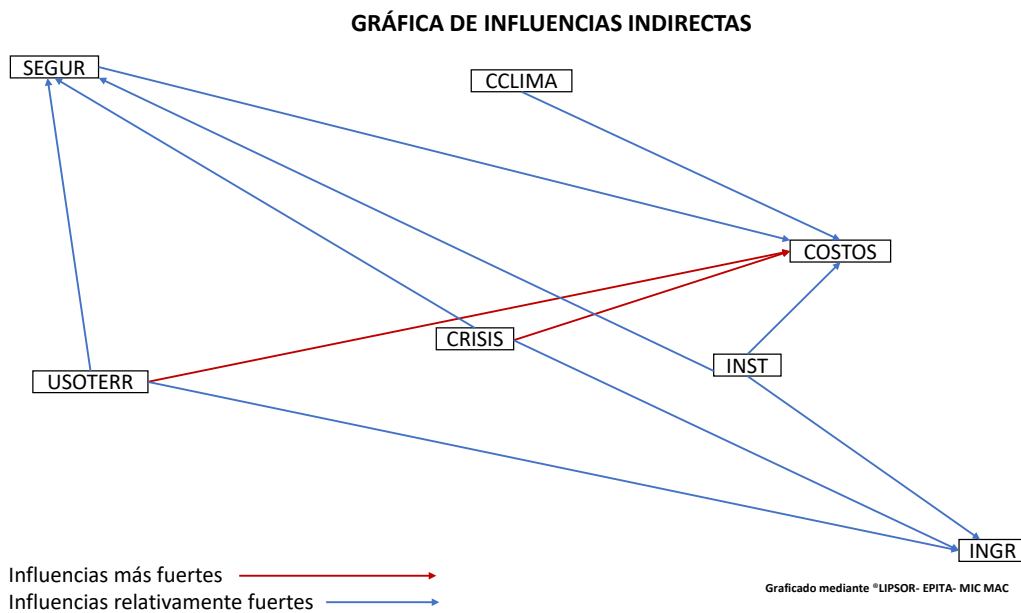 GRÁFICA DE INFLUENCIAS INDIRECTAS
SEGUR
CCLIMA
COSTOS
CRISIS
INST
USOTERR
INGR
Influencias más fuertes
Influencias relativamente fuertes
Graficado mediante ®LIPSOR- EPITA- MIC MAC